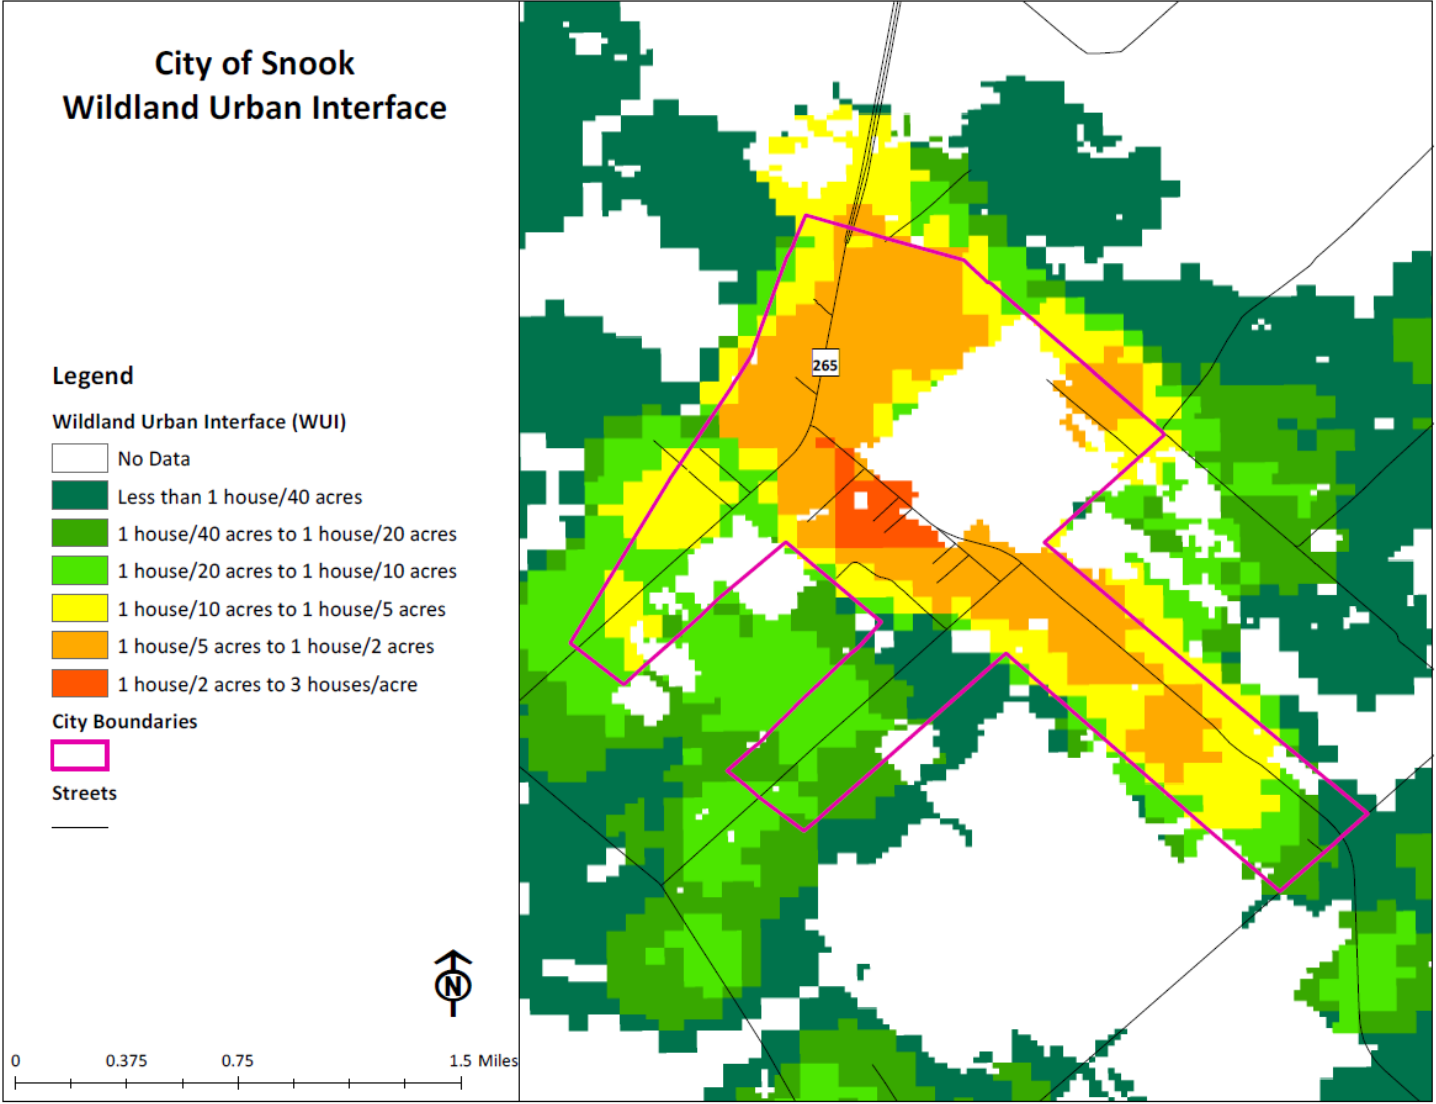 City of Snook
Wildland Urban Interface
Legend
Wildland Urban Interface (WUI)
No Data
Less than 1 house/40 acres
1 house/40 acres to 1 house/20 acres
1 house/20 acres to 1 house/10 acres
1 house/10 acres to 1 house/5 acres
1 house/5 acres to 1 house/2 acres
1 house/2 acres to 3 houses/acre
City Boundaries
Streets
N
0 0.375 0.75 1.5 Miles
265